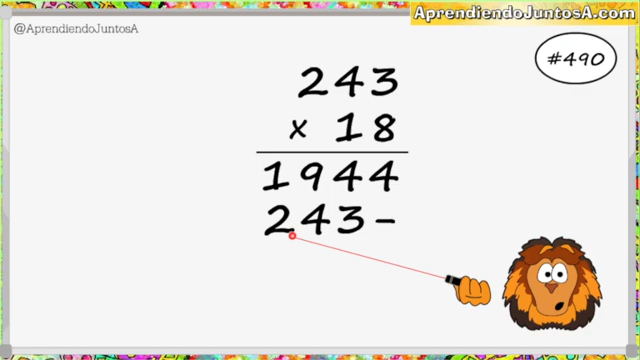 AprendiendoJuntosA.com
@AprendiendoJuntosA
#490
243
x 18
1944
243-